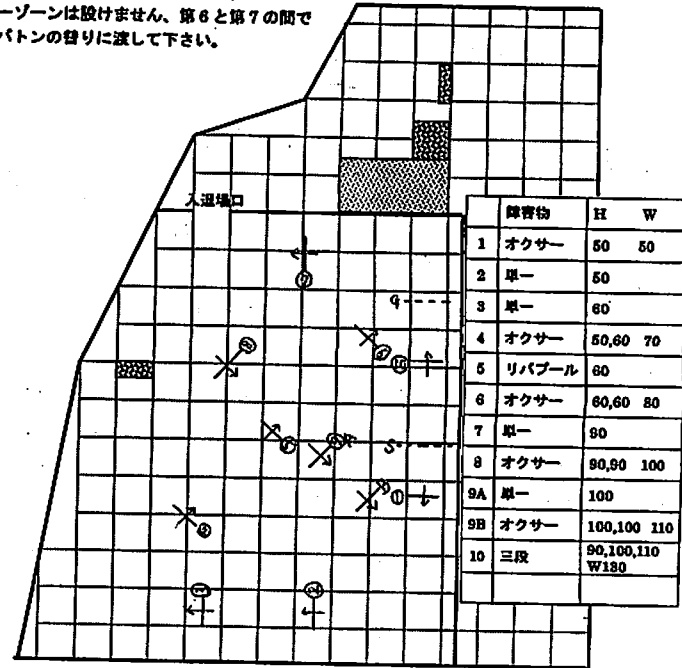 ーゾーンは設けません、第6と第7の間で
バトンの替りに渡して下さい。
入退場口
障害物 H W
1 オクサー 50 50
2 単一 50
3 単一 60
4 オクサー 50,60 70
5 リバプール 60
6 オクサー 60,60 80
7 単一 90
8 オクサー 90,90 100
9A 単一 100
9B オクサー 100,100 110
10 三段 90,100,110
W180
G
S